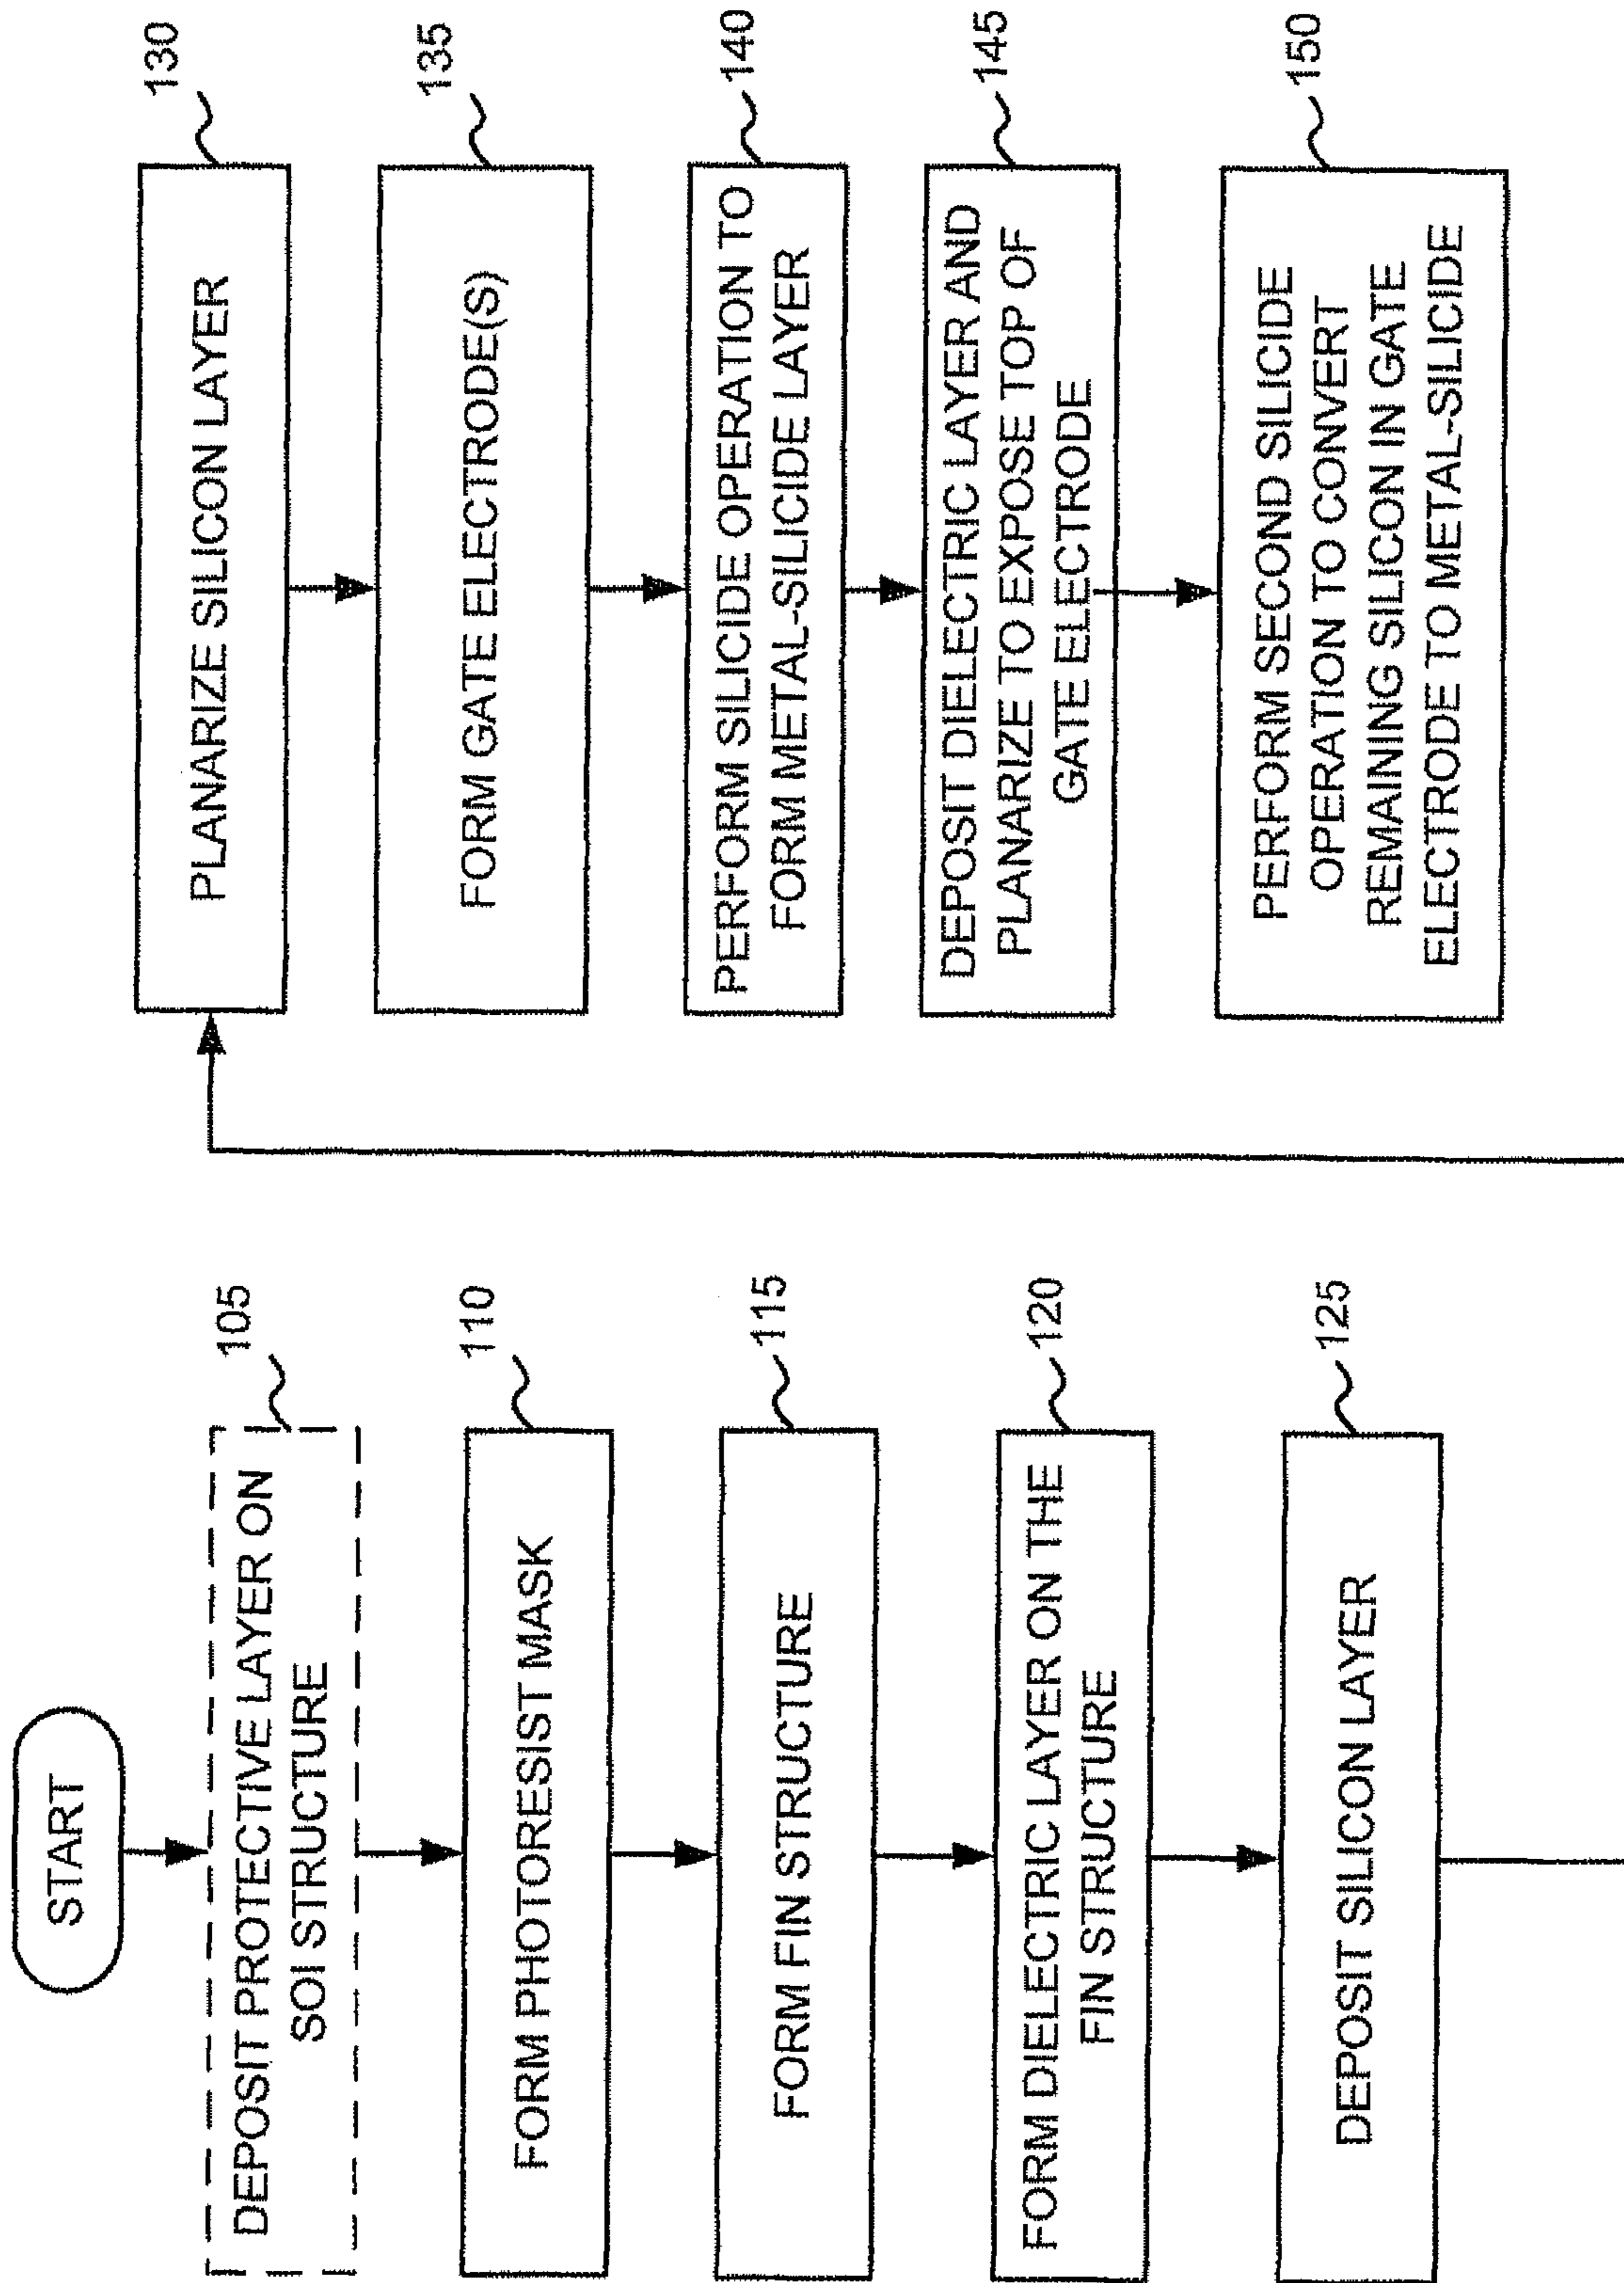 START
105
DEPOSIT PROTECTIVE LAYER ON
SOI STRUCTURE
110
FORM PHOTORESIST MASK
115
FORM FIN STRUCTURE
120
FORM DIELECTRIC LAYER ON THE
FIN STRUCTURE
125
DEPOSIT SILICON LAYER
130
PLANARIZE SILICON LAYER
135
FORM GATE ELECTRODE(S)
140
PERFORM SILICIDE OPERATION TO
FORM METAL-SILICIDE LAYER
145
DEPOSIT DIELECTRIC LAYER AND
PLANARIZE TO EXPOSE TOP OF
GATE ELECTRODE
150
PERFORM SECOND SILICIDE
OPERATION TO CONVERT
REMAINING SILICON IN GATE
ELECTRODE TO METAL-SILICIDE